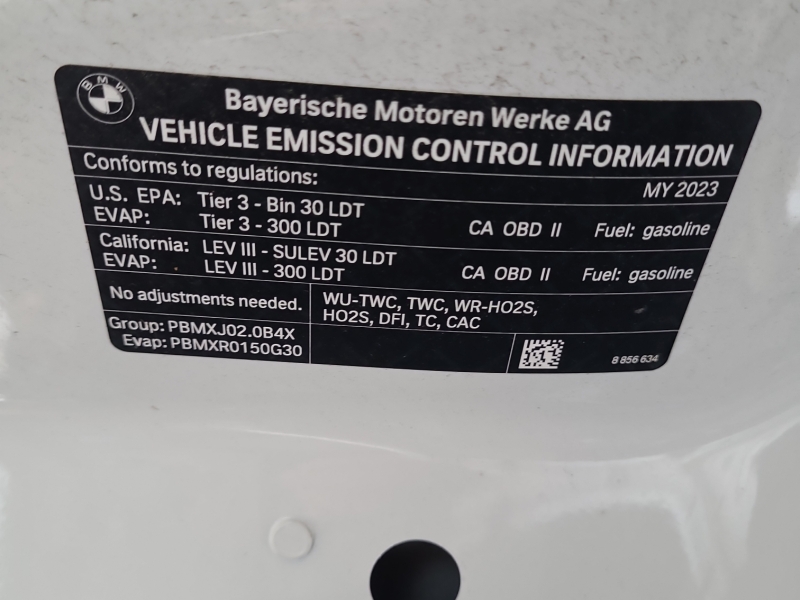 BMW
Bayerische Motoren Werke AG
VEHICLE EMISSION CONTROL INFORMATION
Conforms to regulations: MY 2023
U.S. EPA: Tier 3 - Bin 30 LDT
EVAP: Tier 3 - 300 LDT CA OBD II Fuel: gasoline
California: LEV III - SULEV 30 LDT
EVAP: LEV III - 300 LDT CA OBD II Fuel: gasoline
No adjustments needed.
WU-TWC, TWC, WR-HO2S,
HO2S, DFI, TC, CAC
Group: PBMXJ02.0B4X
Evap: PBMXR0150G30
8 856 634